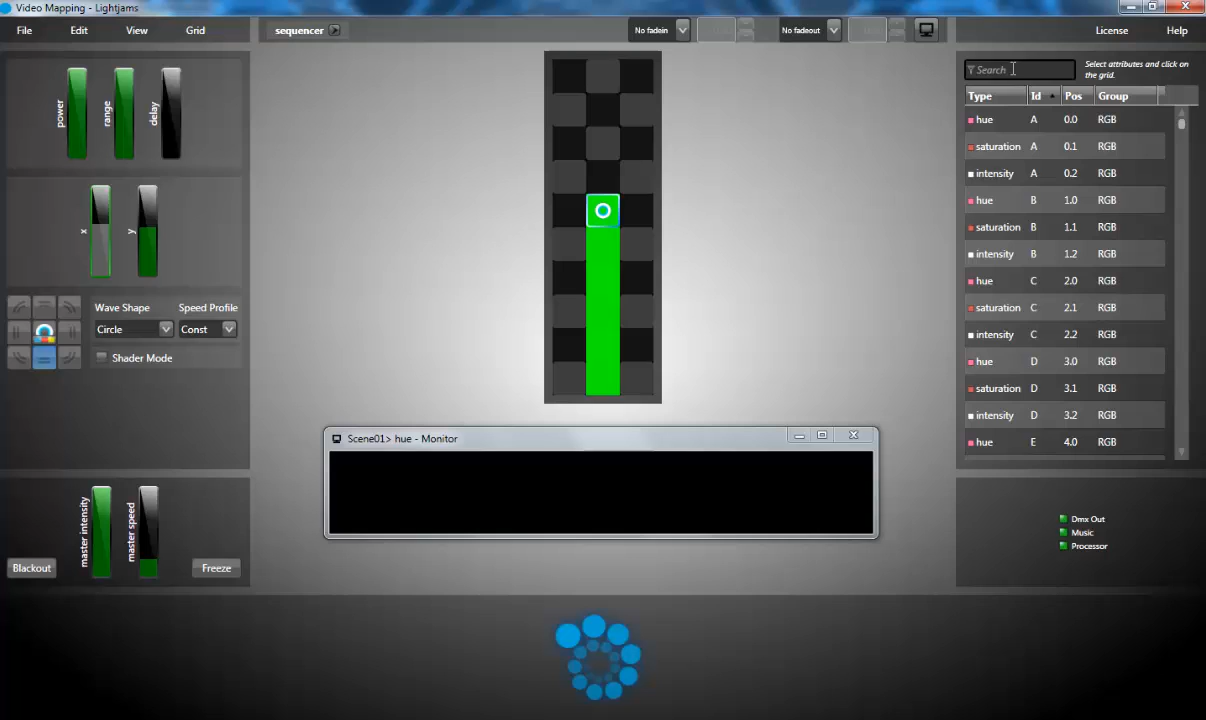 Video Mapping - Lightjams
File Edit View Grid
sequencer
No fadein
No fadeout
License Help
Search
Select attributes and click on
the grid.
Type Id Pos Group
hue A 0.0 RGB
saturation A 0.1 RGB
intensity A 0.2 RGB
hue B 1.0 RGB
saturation B 1.1 RGB
intensity B 1.2 RGB
hue C 2.0 RGB
saturation C 2.1 RGB
intensity C 2.2 RGB
hue D 3.0 RGB
saturation D 3.1 RGB
intensity D 3.2 RGB
hue E 4.0 RGB
power
range
delay
x
y
Wave Shape Speed Profile
Circle Const
Shader Mode
Scene01> hue - Monitor
master intensity
master speed
Blackout
Freeze
Dmx Out
Music
Processor